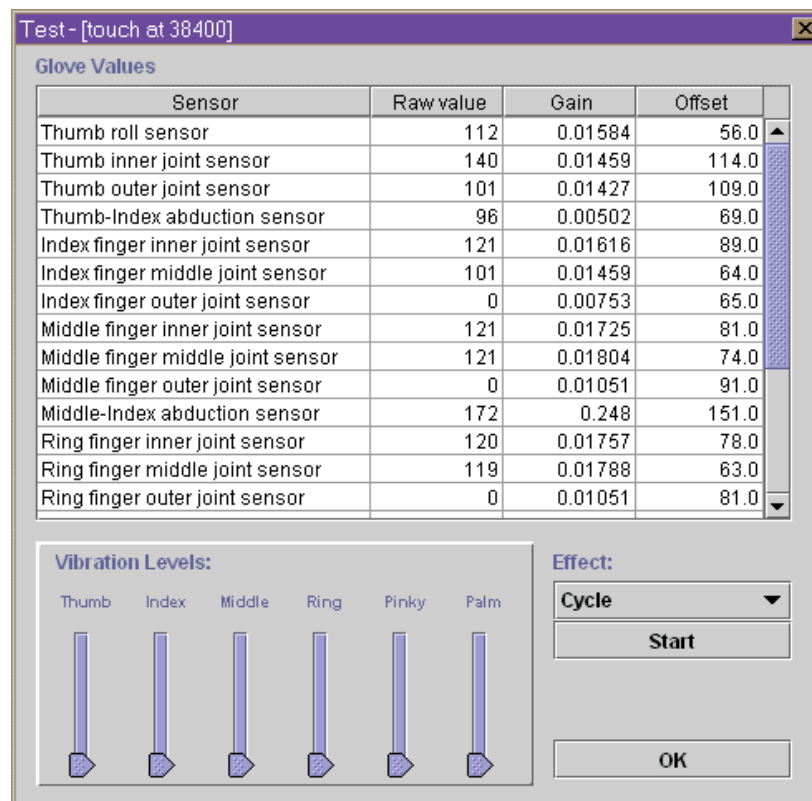 Test - [touch at 38400]
Glove Values
Sensor Raw value Gain Offset
Thumb roll sensor 112 0.01584 56.0
Thumb inner joint sensor 140 0.01459 114.0
Thumb outer joint sensor 101 0.01427 109.0
Thumb-Index abduction sensor 96 0.00502 69.0
Index finger inner joint sensor 121 0.01616 89.0
Index finger middle joint sensor 101 0.01459 64.0
Index finger outer joint sensor 0 0.00753 65.0
Middle finger inner joint sensor 121 0.01725 81.0
Middle finger middle joint sensor 121 0.01804 74.0
Middle finger outer joint sensor 0 0.01051 91.0
Middle-Index abduction sensor 172 0.248 151.0
Ring finger inner joint sensor 120 0.01757 78.0
Ring finger middle joint sensor 119 0.01788 63.0
Ring finger outer joint sensor 0 0.01051 81.0
Vibration Levels:
Thumb Index Middle Ring Pinky Palm
Effect:
Cycle
Start
OK